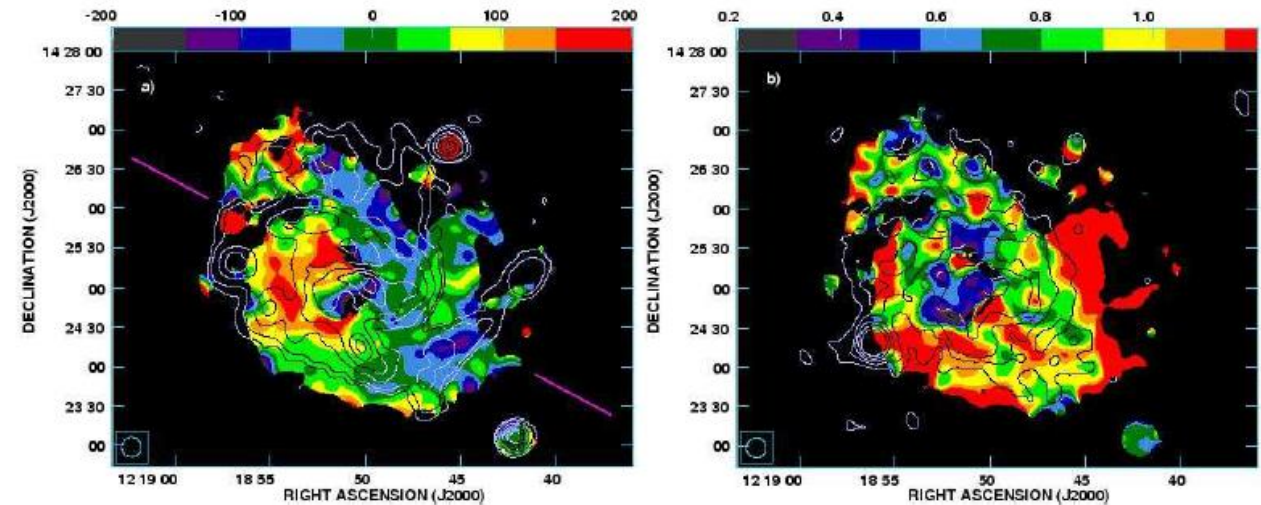 -200 -100 0 100 200
a)
14 28 00
27 30
00
26 30
00
25 30
00
24 30
00
23 30
00
DECLINATION (J2000)
12 19 00 18 55 50 45 40
RIGHT ASCENSION (J2000)
0.2 0.4 0.6 0.8 1.0
b)
14 28 00
27 30
00
26 30
00
25 30
00
24 30
00
23 30
00
DECLINATION (J2000)
12 19 00 18 55 50 45 40
RIGHT ASCENSION (J2000)